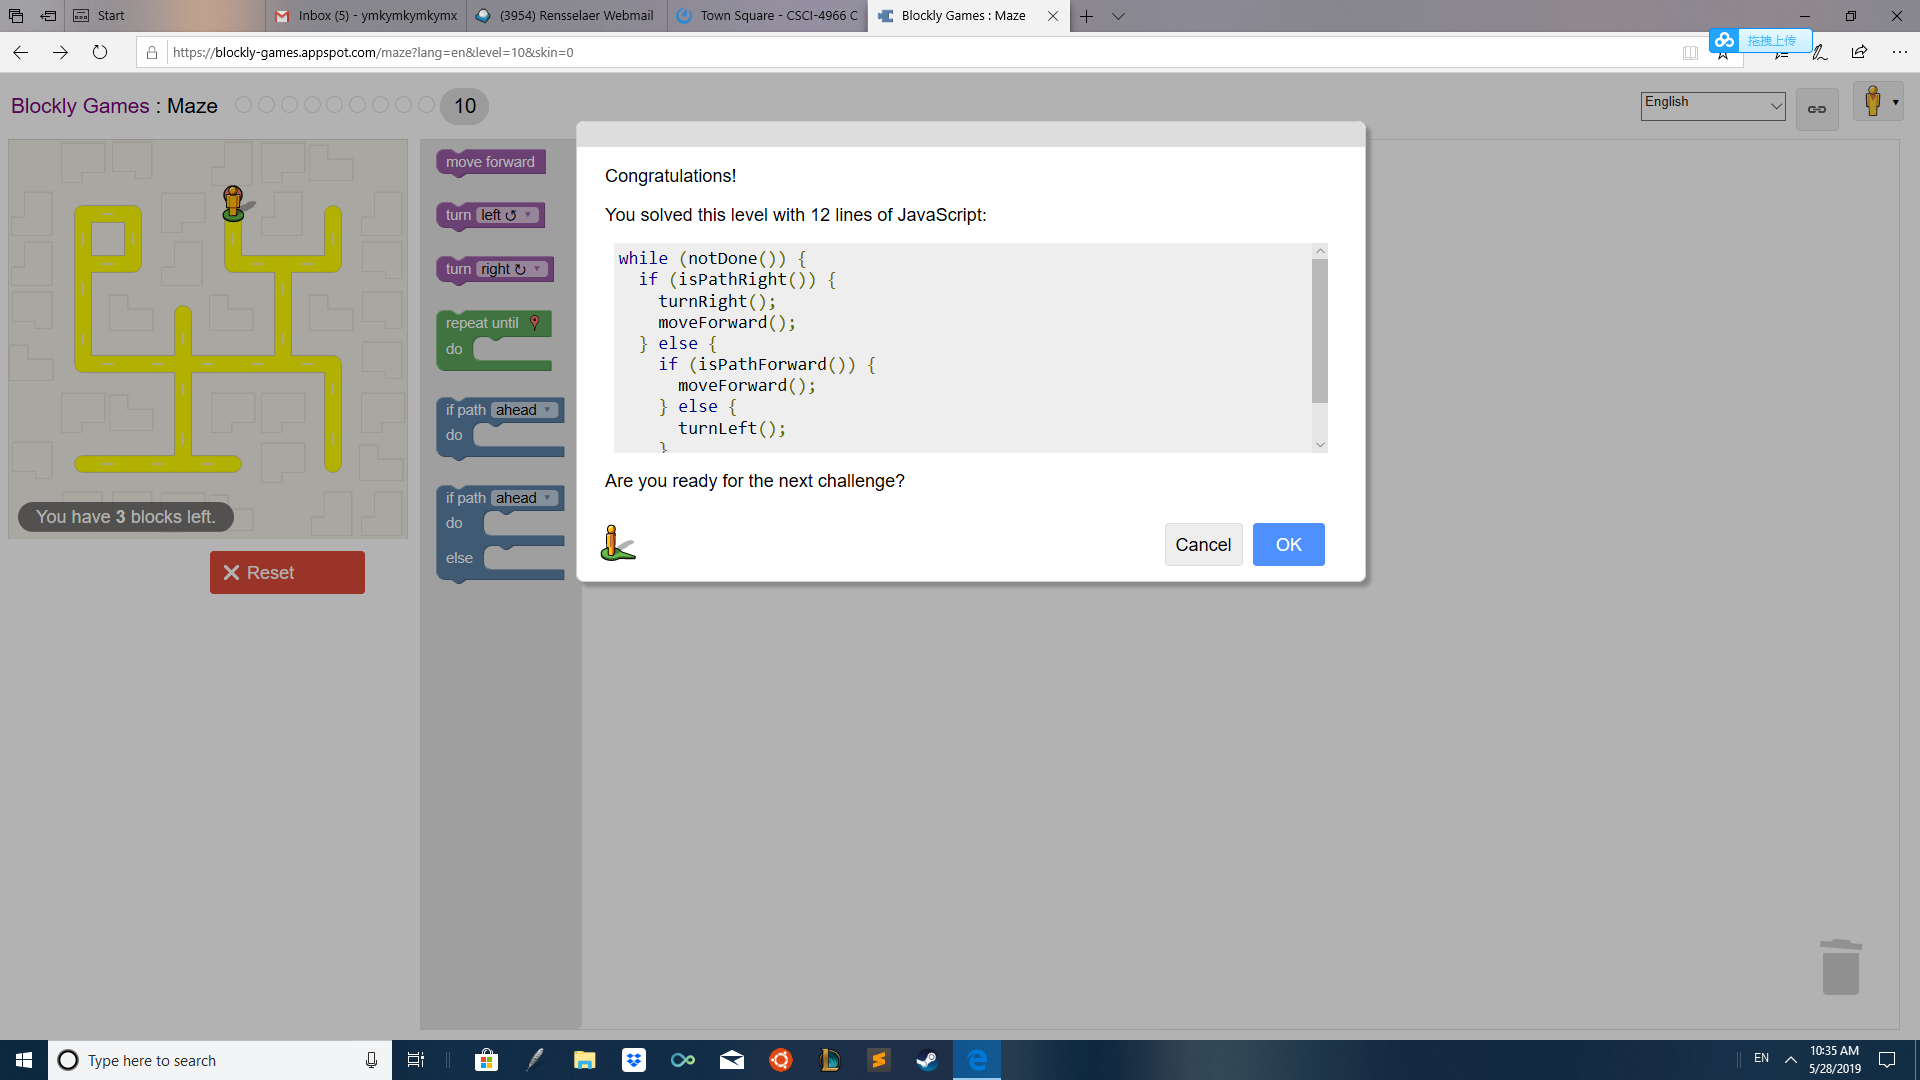 Start
Inbox (5) - ymkymkymkymx
(3954) Rensselaer Webmail
Town Square - CSCI-4966 C
Blockly Games : Maze
https://blockly-games.appspot.com/maze?lang=en&level=10&skin=0
拖拽上传
Blockly Games : Maze
10
English
move forward
turn left ↺
turn right ↻
repeat until
do
if path ahead
do
if path ahead
do
else
You have 3 blocks left.
Reset
Congratulations!
You solved this level with 12 lines of JavaScript:
while (notDone()) {
if (isPathRight()) {
turnRight();
moveForward();
} else {
if (isPathForward()) {
moveForward();
} else {
turnLeft();
}
Are you ready for the next challenge?
Cancel
OK
Type here to search
EN
10:35 AM
5/28/2019